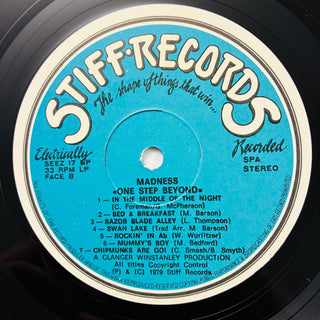 STIFF-RECORDS
The shape of things that win...
Electrically
Recorded
SEEZ 17 NP
33 RPM LP
FACE B
SPA
STEREO
MADNESS
«ONE STEP BEYOND»
1 — IN THE MIDDLE OF THE NIGHT
(C. Foreman/S. McPherson)
2 — BED & BREAKFAST (M. Barson)
3 — RAZOR BLADE ALLEY (L. Thompson)
4 — SWAN LAKE (Trad Arr. M Barson)
5 — ROCKIN' IN Ab (W. Wurlitzer)
6 — MUMMY'S BOY (M. Bedford)
7 — CHIPMUNKS ARE GO! (C. Smash/B. Smyth)
A CLANGER WINSTANLEY PRODUCTION
All titles Copyright Control
(P) & (C) 1979 Stiff Records